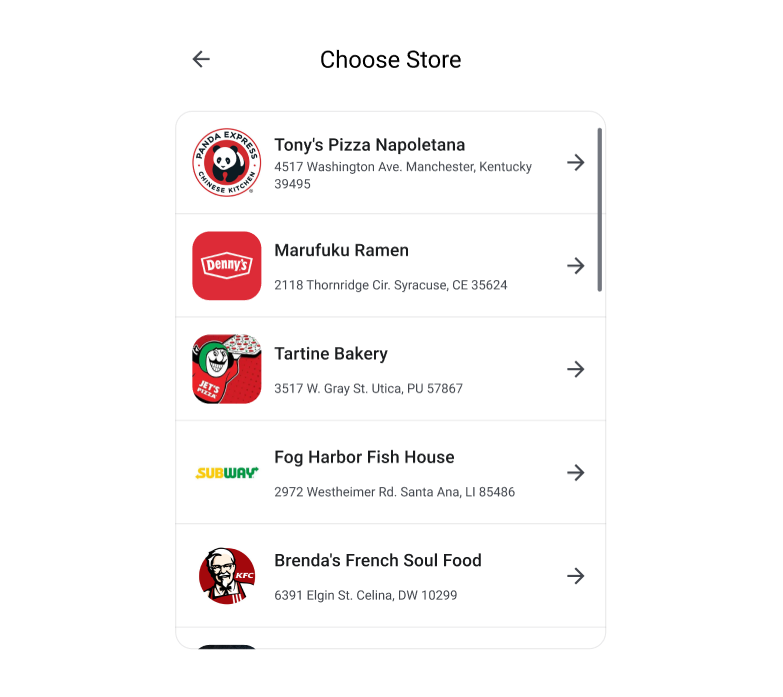 Choose Store
PANDA EXPRESS
CHINESE KITCHEN
Tony's Pizza Napoletana
4517 Washington Ave. Manchester, Kentucky
39495
Denny's
Marufuku Ramen
2118 Thornridge Cir. Syracuse, CE 35624
JET'S
PIZZA
Tartine Bakery
3517 W. Gray St. Utica, PU 57867
SUBWAY
Fog Harbor Fish House
2972 Westheimer Rd. Santa Ana, LI 85486
KFC
Brenda's French Soul Food
6391 Elgin St. Celina, DW 10299